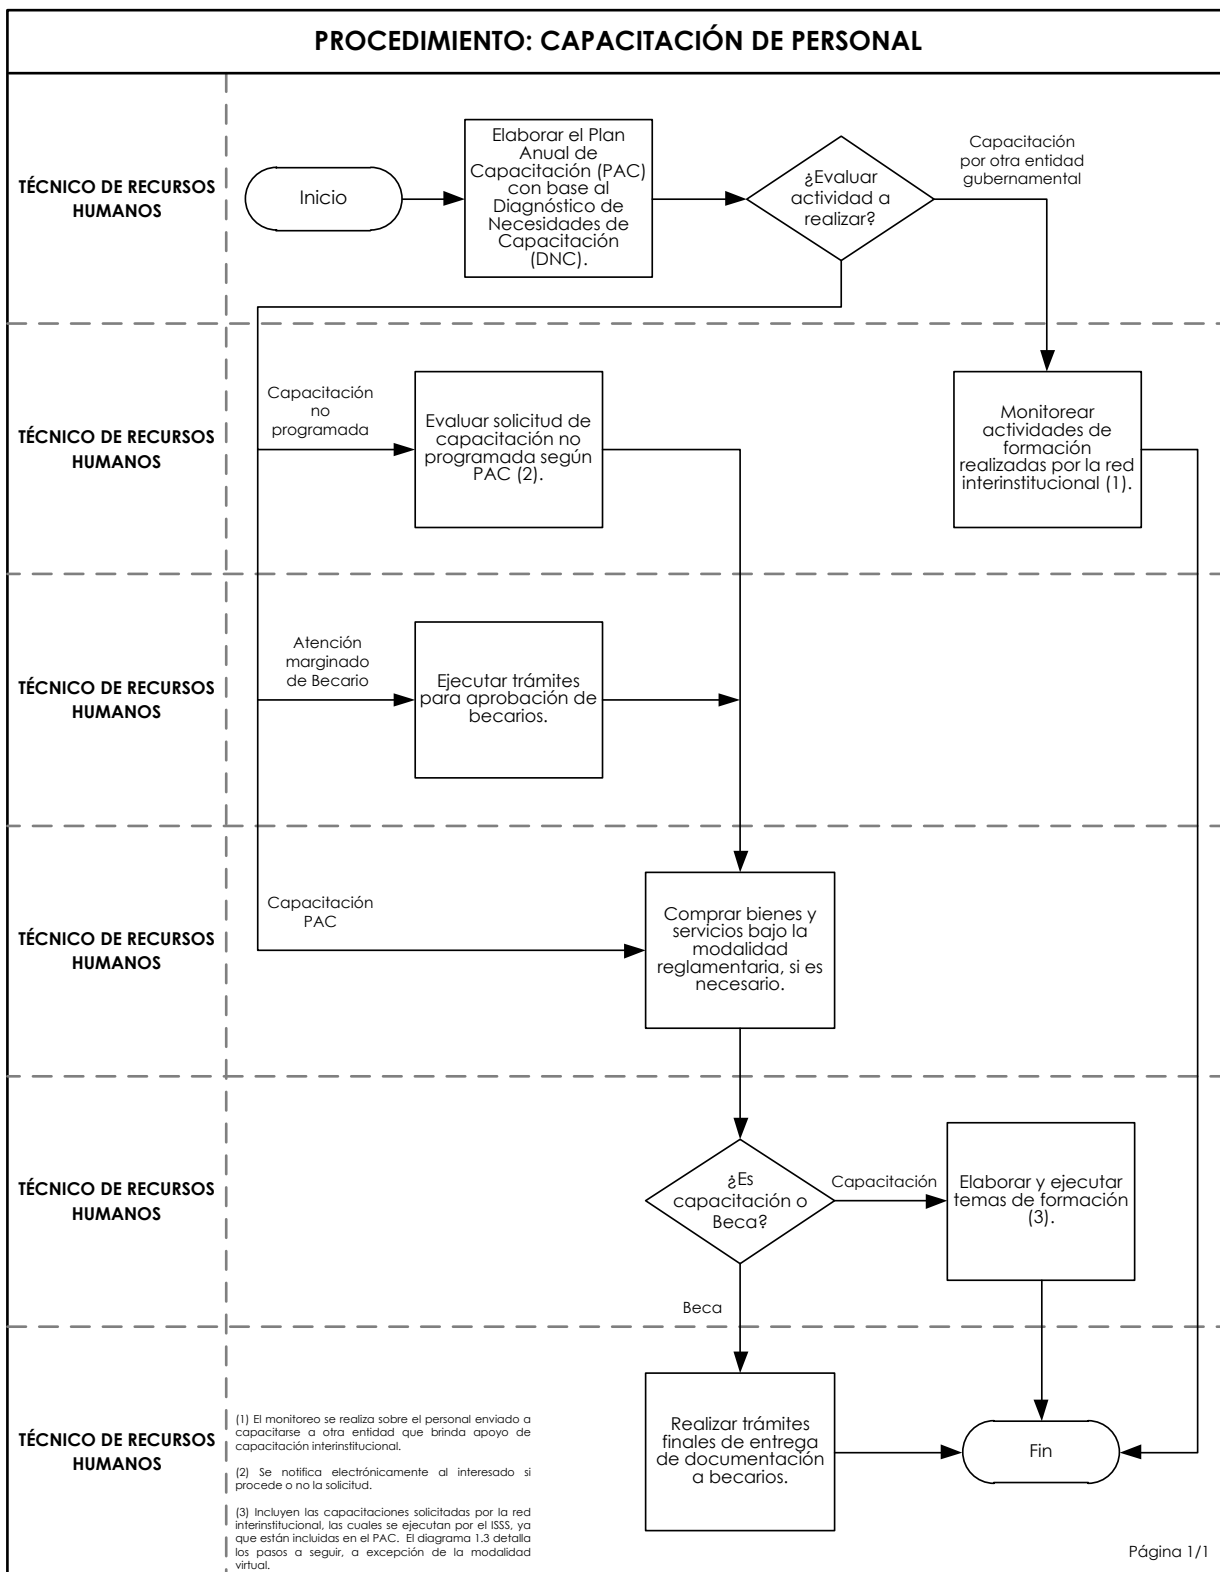 PROCEDIMIENTO: CAPACITACIÓN DE PERSONAL
TÉCNICO DE RECURSOS
HUMANOS
Inicio
Elaborar el Plan
Anual de
Capacitación (PAC)
con base al
Diagnóstico de
Necesidades de
Capacitación
(DNC).
¿Evaluar
actividad a
realizar?
Capacitación
por otra entidad
gubernamental
TÉCNICO DE RECURSOS
HUMANOS
Capacitación
no
programada
Evaluar solicitud de
capacitación no
programada según
PAC (2).
Monitorear
actividades de
formación
realizadas por la red
interinstitucional (1).
TÉCNICO DE RECURSOS
HUMANOS
Atención
marginado
de Becario
Ejecutar trámites
para aprobación de
becarios.
TÉCNICO DE RECURSOS
HUMANOS
Capacitación
PAC
Comprar bienes y
servicios bajo la
modalidad
reglamentaria, si es
necesario.
TÉCNICO DE RECURSOS
HUMANOS
¿Es
capacitación o
Beca?
Capacitación
Elaborar y ejecutar
temas de formación
(3).
Beca
TÉCNICO DE RECURSOS
HUMANOS
(1) El monitoreo se realiza sobre el personal enviado a
capacitarse a otra entidad que brinda apoyo de
capacitación interinstitucional.
(2) Se notifica electrónicamente al interesado si
procede o no la solicitud.
(3) Incluyen las capacitaciones solicitadas por la red
interinstitucional, las cuales se ejecutan por el ISSS, ya
que están incluidas en el PAC. El diagrama 1.3 detalla
los pasos a seguir, a excepción de la modalidad
virtual.
Realizar trámites
finales de entrega
de documentación
a becarios.
Fin
Página 1/1